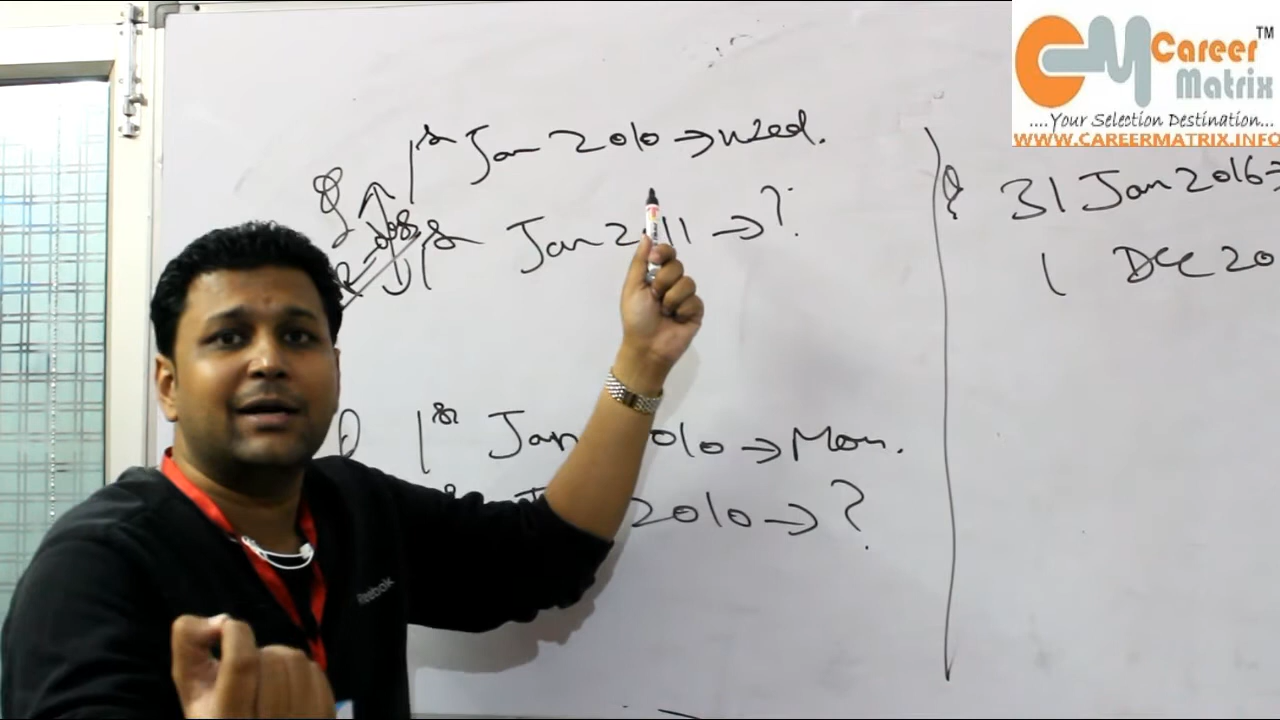 CM Career Matrix TM
....Your Selection Destination...
WWW.CAREERMATRIX.INFO
Q 1st Jan 2010 → Wed.
1st Jan 2011 → ?
Q 1st Jan 2010 → Mon.
2010 → ?
Q 31 Jan 2016 →
1 Dec 20
Reebok